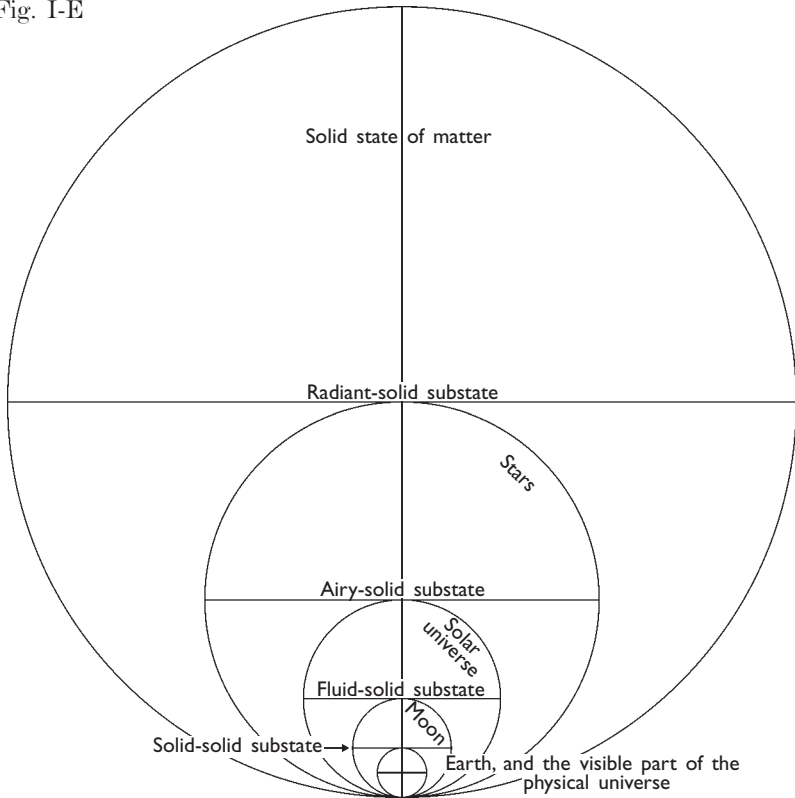 Fig. I-E
Solid state of matter
Radiant-solid substate
Stars
Airy-solid substate
Solar
universe
Fluid-solid substate
Moon
Solid-solid substate
Earth, and the visible part of the
physical universe